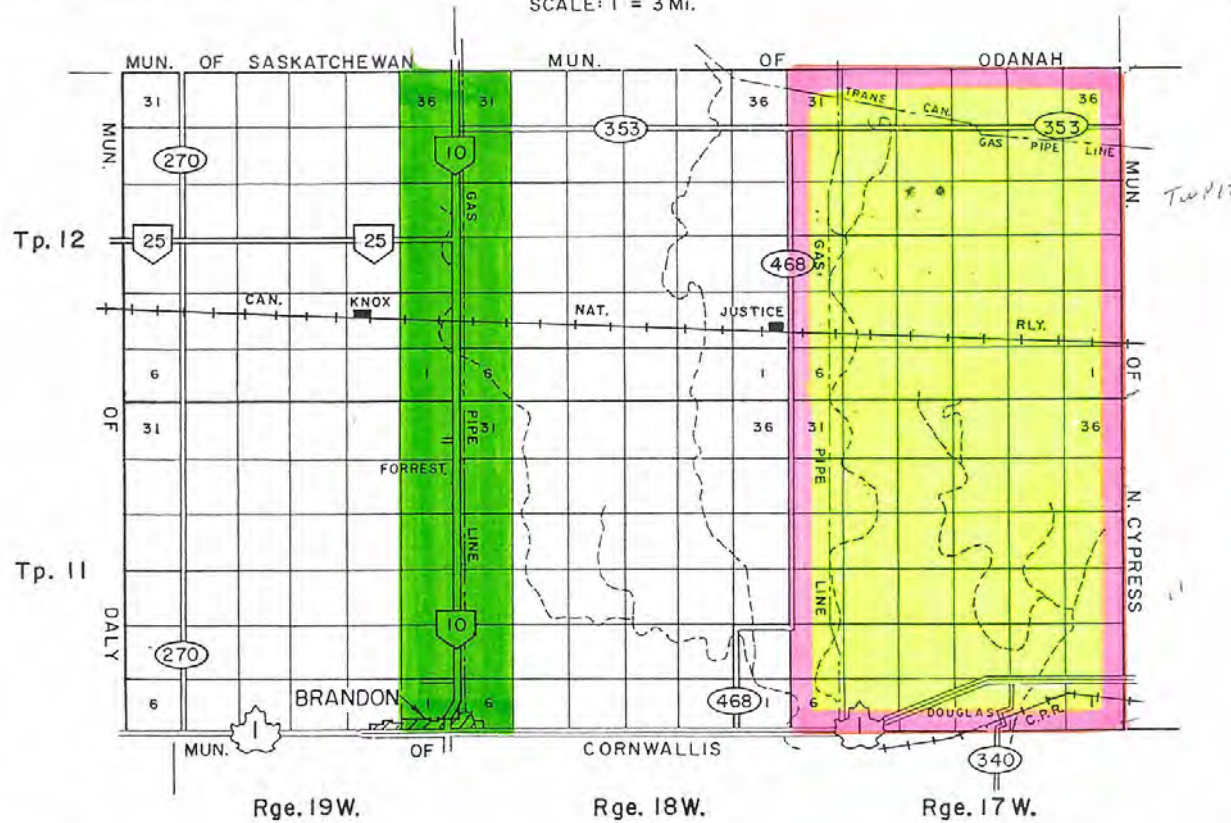 SCALE: 1" = 3 Mi.
MUN. OF SASKATCHEWAN MUN. OF ODANAH
31 36 31 36 31 36
TRANS CAN. GAS PIPE LINE
270 10 353 353
MUN. OF DALY
MUN. OF N. CYPRESS
GAS PIPE LINE
GAS PIPE LINE
Tp. 12 25 25
468
CAN. KNOX NAT. JUSTICE RLY.
6 1 6 1 6 1
31 31 36 31 36
FORREST
Tp. 11
10
270
BRANDON
6 1 6 468 1 6
DOUGLAS C.P.R.
1 1
MUN. OF CORNWALLIS
340
Rge. 19W. Rge. 18W. Rge. 17W.